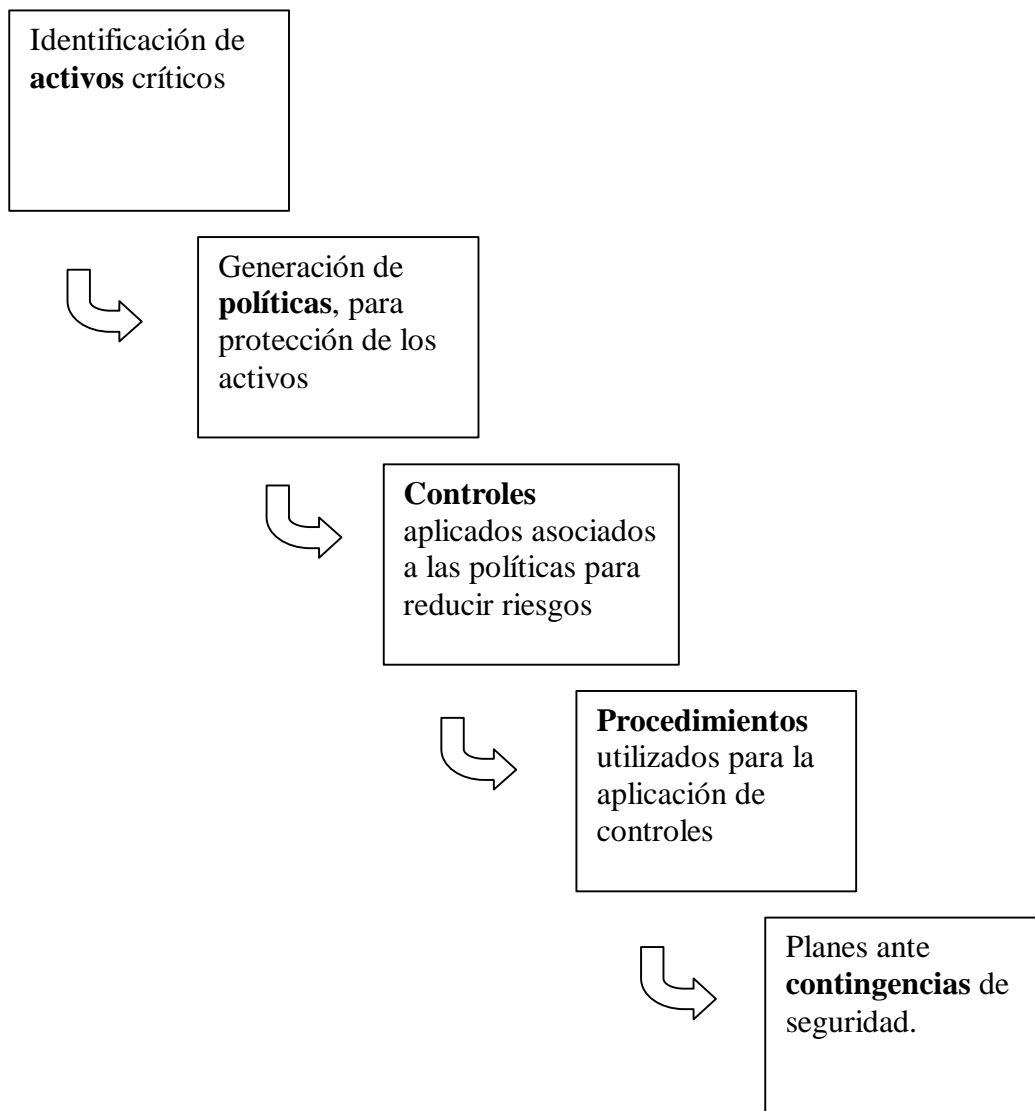 Identificación de
activos críticos
Generación de
políticas, para
protección de los
activos
Controles
aplicados asociados
a las políticas para
reducir riesgos
Procedimientos
utilizados para la
aplicación de
controles
Planes ante
contingencias de
seguridad.